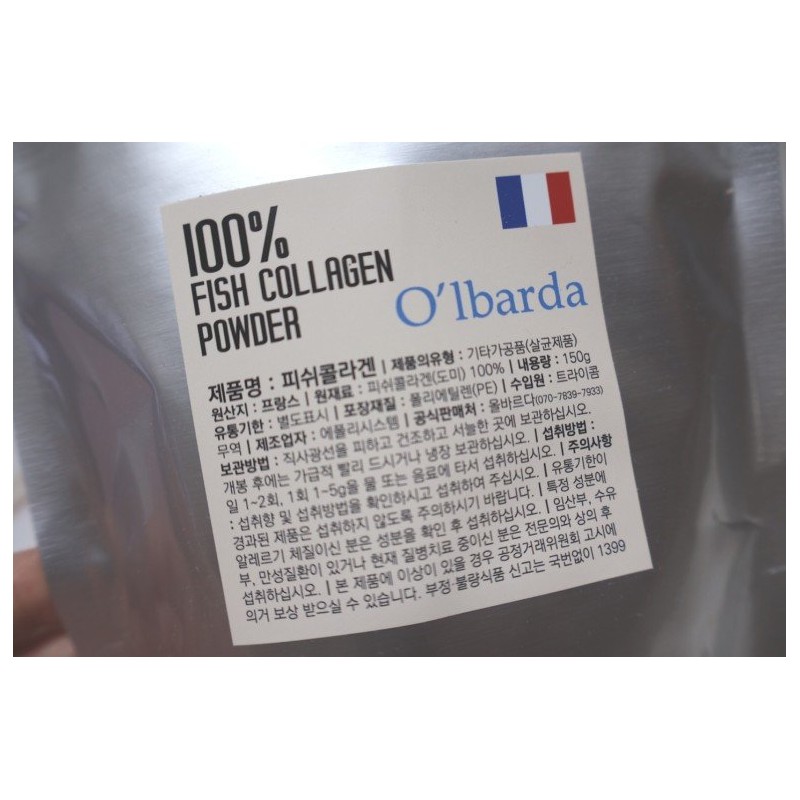 100%
FISH COLLAGEN
POWDER
O'lbarda
제품명 : 피쉬콜라겐 | 제품의유형 : 기타가공품(살균제품)
원산지 : 프랑스 | 원재료 : 피쉬콜라겐(도미) 100% | 내용량 : 150g
유통기한 : 별도표시 | 포장재질 : 폴리에틸렌(PE) | 수입원 : 트라이콤
무역 | 제조업자 : 에폴리시스템 | 공식판매처 : 올바르다(070-7839-7933)
보관방법 : 직사광선을 피하고 건조하고 서늘한 곳에 보관하십시오.
개봉 후에는 가급적 빨리 드시거나 냉장 보관하십시오. | 섭취방법 :
일 1~2회, 1회 1~5g을 물 또는 음료에 타서 섭취하십시오. | 주의사항
: 섭취향 및 섭취방법을 확인하시고 섭취하여 주십시오. | 유통기한이
경과된 제품은 섭취하지 않도록 주의하시기 바랍니다. | 특정 성분에
알레르기 체질이신 분은 성분을 확인 후 섭취하십시오. | 임산부, 수유
부, 만성질환이 있거나 현재 질병치료 중이신 분은 전문의와 상의 후
섭취하십시오. | 본 제품에 이상이 있을 경우 공정거래위원회 고시에
의거 보상 받으실 수 있습니다. 부정·불량식품 신고는 국번없이 1399